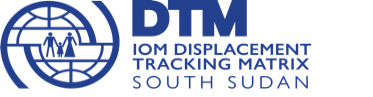 DTM
IOM DISPLACEMENT
TRACKING MATRIX
SOUTH SUDAN